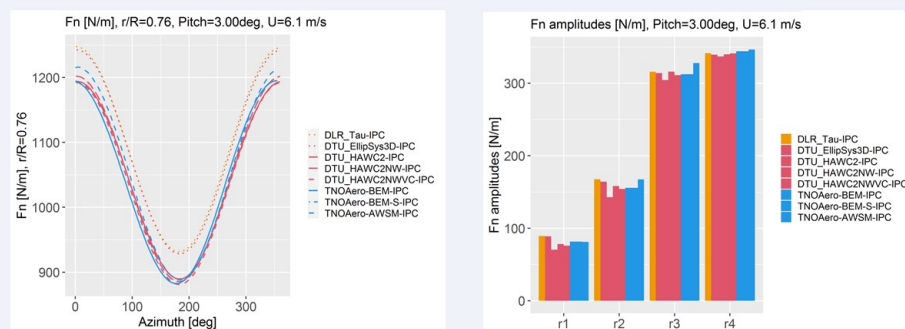 Fn [N/m], r/R=0.76, Pitch=3.00deg, U=6.1 m/s
Fn [N/m], r/R=0.76
1200
1100
1000
900
0
100
200
300
Azimuth [deg]
DLR_Tau-IPC
DTU_EllipSys3D-IPC
DTU_HAWC2-IPC
DTU_HAWC2NW-IPC
DTU_HAWC2NWVC-IPC
TNOAero-BEM-IPC
TNOAero-BEM-S-IPC
TNOAero-AWSM-IPC
Fn amplitudes [N/m], Pitch=3.00deg, U=6.1 m/s
Fn amplitudes [N/m]
300
200
100
0
r1
r2
r3
r4
DLR_Tau-IPC
DTU_EllipSys3D-IPC
DTU_HAWC2-IPC
DTU_HAWC2NW-IPC
DTU_HAWC2NWVC-IPC
TNOAero-BEM-IPC
TNOAero-BEM-S-IPC
TNOAero-AWSM-IPC